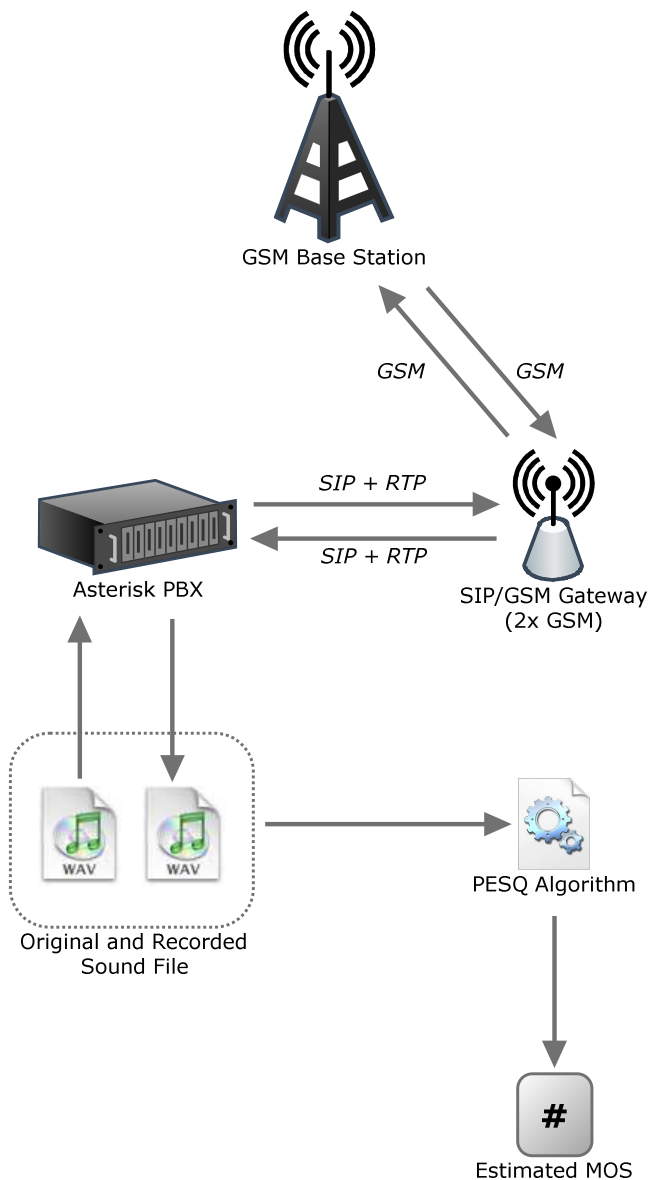 GSM Base Station
GSM
GSM
SIP + RTP
SIP + RTP
Asterisk PBX
SIP/GSM Gateway
(2x GSM)
WAV
WAV
PESQ Algorithm
Original and Recorded
Sound File
#
Estimated MOS